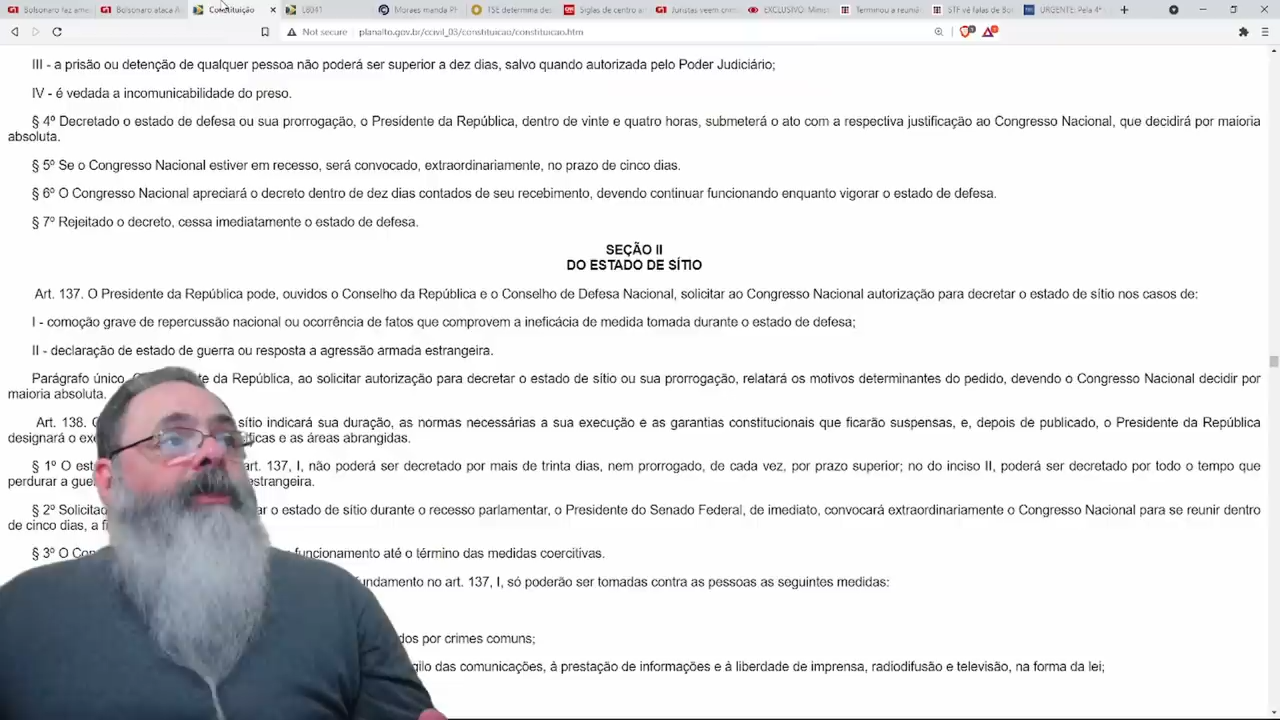 Bolsonaro faz ame Bolsonaro ataca A Constituição L8041 Moraes manda PF TSE determina des Siglas de centro a Juristas veem com EXCLUSIVO: Minist Terminou a reuniã STF vê falas de Bol URGENTE: Pela 4ª
Not secure planalto.gov.br/ccivil_03/constituicao/constituicao.htm
III - a prisão ou detenção de qualquer pessoa não poderá ser superior a dez dias, salvo quando autorizada pelo Poder Judiciário;
IV - é vedada a incomunicabilidade do preso.
§ 4º Decretado o estado de defesa ou sua prorrogação, o Presidente da República, dentro de vinte e quatro horas, submeterá o ato com a respectiva justificação ao Congresso Nacional, que decidirá por maioria
absoluta.
§ 5º Se o Congresso Nacional estiver em recesso, será convocado, extraordinariamente, no prazo de cinco dias.
§ 6º O Congresso Nacional apreciará o decreto dentro de dez dias contados de seu recebimento, devendo continuar funcionando enquanto vigorar o estado de defesa.
§ 7º Rejeitado o decreto, cessa imediatamente o estado de defesa.
SEÇÃO II
DO ESTADO DE SÍTIO
Art. 137. O Presidente da República pode, ouvidos o Conselho da República e o Conselho de Defesa Nacional, solicitar ao Congresso Nacional autorização para decretar o estado de sítio nos casos de:
I - comoção grave de repercussão nacional ou ocorrência de fatos que comprovem a ineficácia de medida tomada durante o estado de defesa;
II - declaração de estado de guerra ou resposta a agressão armada estrangeira.
Parágrafo único. te da República, ao solicitar autorização para decretar o estado de sítio ou sua prorrogação, relatará os motivos determinantes do pedido, devendo o Congresso Nacional decidir por
maioria absoluta.
Art. 138. sítio indicará sua duração, as normas necessárias a sua execução e as garantias constitucionais que ficarão suspensas, e, depois de publicado, o Presidente da República
designará o ex ficas e as áreas abrangidas.
§ 1º O est art. 137, I, não poderá ser decretado por mais de trinta dias, nem prorrogado, de cada vez, por prazo superior; no do inciso II, poderá ser decretado por todo o tempo que
perdurar a gue estrangeira.
§ 2º Solicitad ar o estado de sítio durante o recesso parlamentar, o Presidente do Senado Federal, de imediato, convocará extraordinariamente o Congresso Nacional para se reunir dentro
de cinco dias, a f
§ 3º O Con funcionamento até o término das medidas coercitivas.
undamento no art. 137, I, só poderão ser tomadas contra as pessoas as seguintes medidas:
dos por crimes comuns;
gilo das comunicações, à prestação de informações e à liberdade de imprensa, radiodifusão e televisão, na forma da lei;